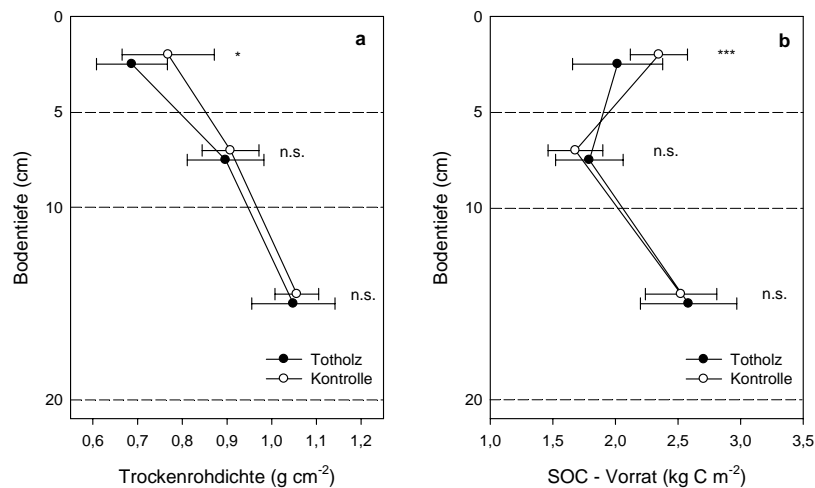 0
5
10
20
Bodentiefe (cm)
a
*
n.s.
n.s.
Totholz
Kontrolle
0,6 0,7 0,8 0,9 1,0 1,1 1,2
Trockenrohdichte (g cm⁻²)
0
5
10
20
Bodentiefe (cm)
b
***
n.s.
n.s.
Totholz
Kontrolle
1,0 1,5 2,0 2,5 3,0 3,5
SOC - Vorrat (kg C m⁻²)